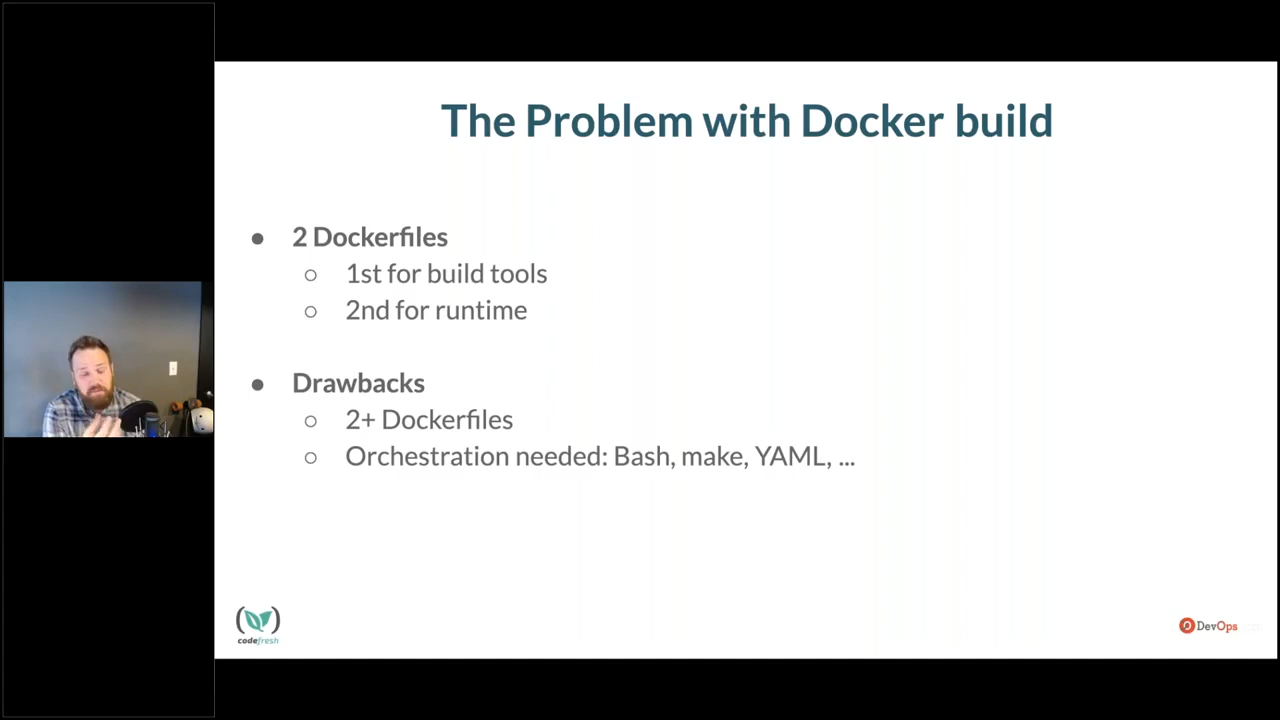 The Problem with Docker build
● 2 Dockerfiles
○ 1st for build tools
○ 2nd for runtime
● Drawbacks
○ 2+ Dockerfiles
○ Orchestration needed: Bash, make, YAML, ...
codefresh
DevOps